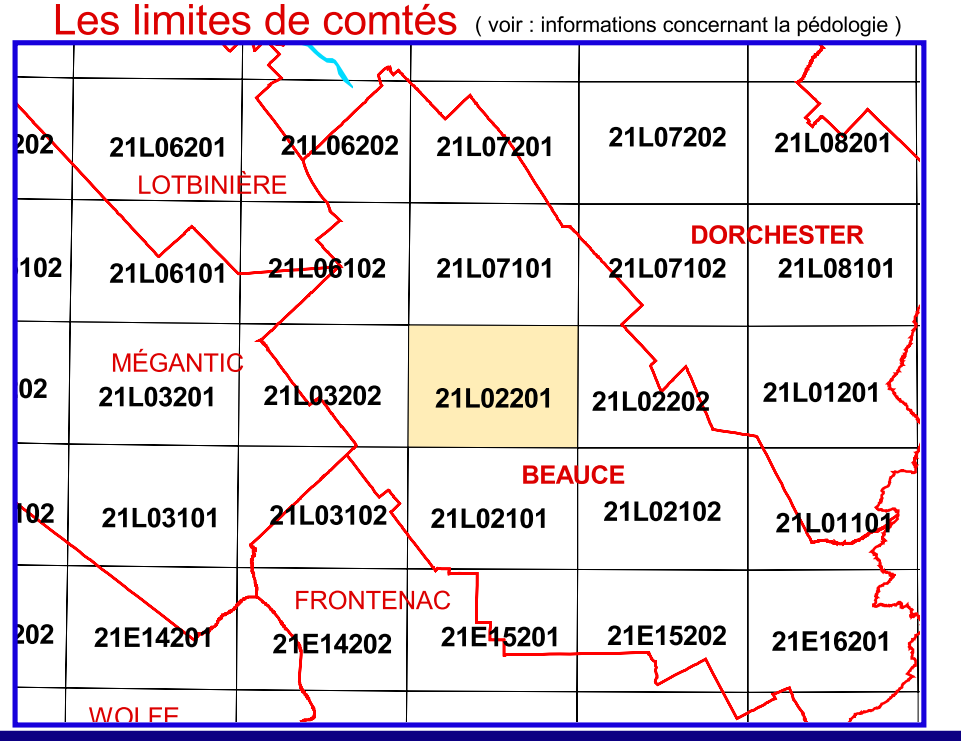 Les limites de comtés ( voir : informations concernant la pédologie )
202 21L06201 21L06202 21L07201 21L07202 21L08201
LOTBINIÈRE
DORCHESTER
102 21L06101 21L06102 21L07101 21L07102 21L08101
MÉGANTIC
02 21L03201 21L03202 21L02201 21L02202 21L01201
BEAUCE
102 21L03101 21L03102 21L02101 21L02102 21L01101
FRONTENAC
202 21E14201 21E14202 21E15201 21E15202 21E16201
WOLFE